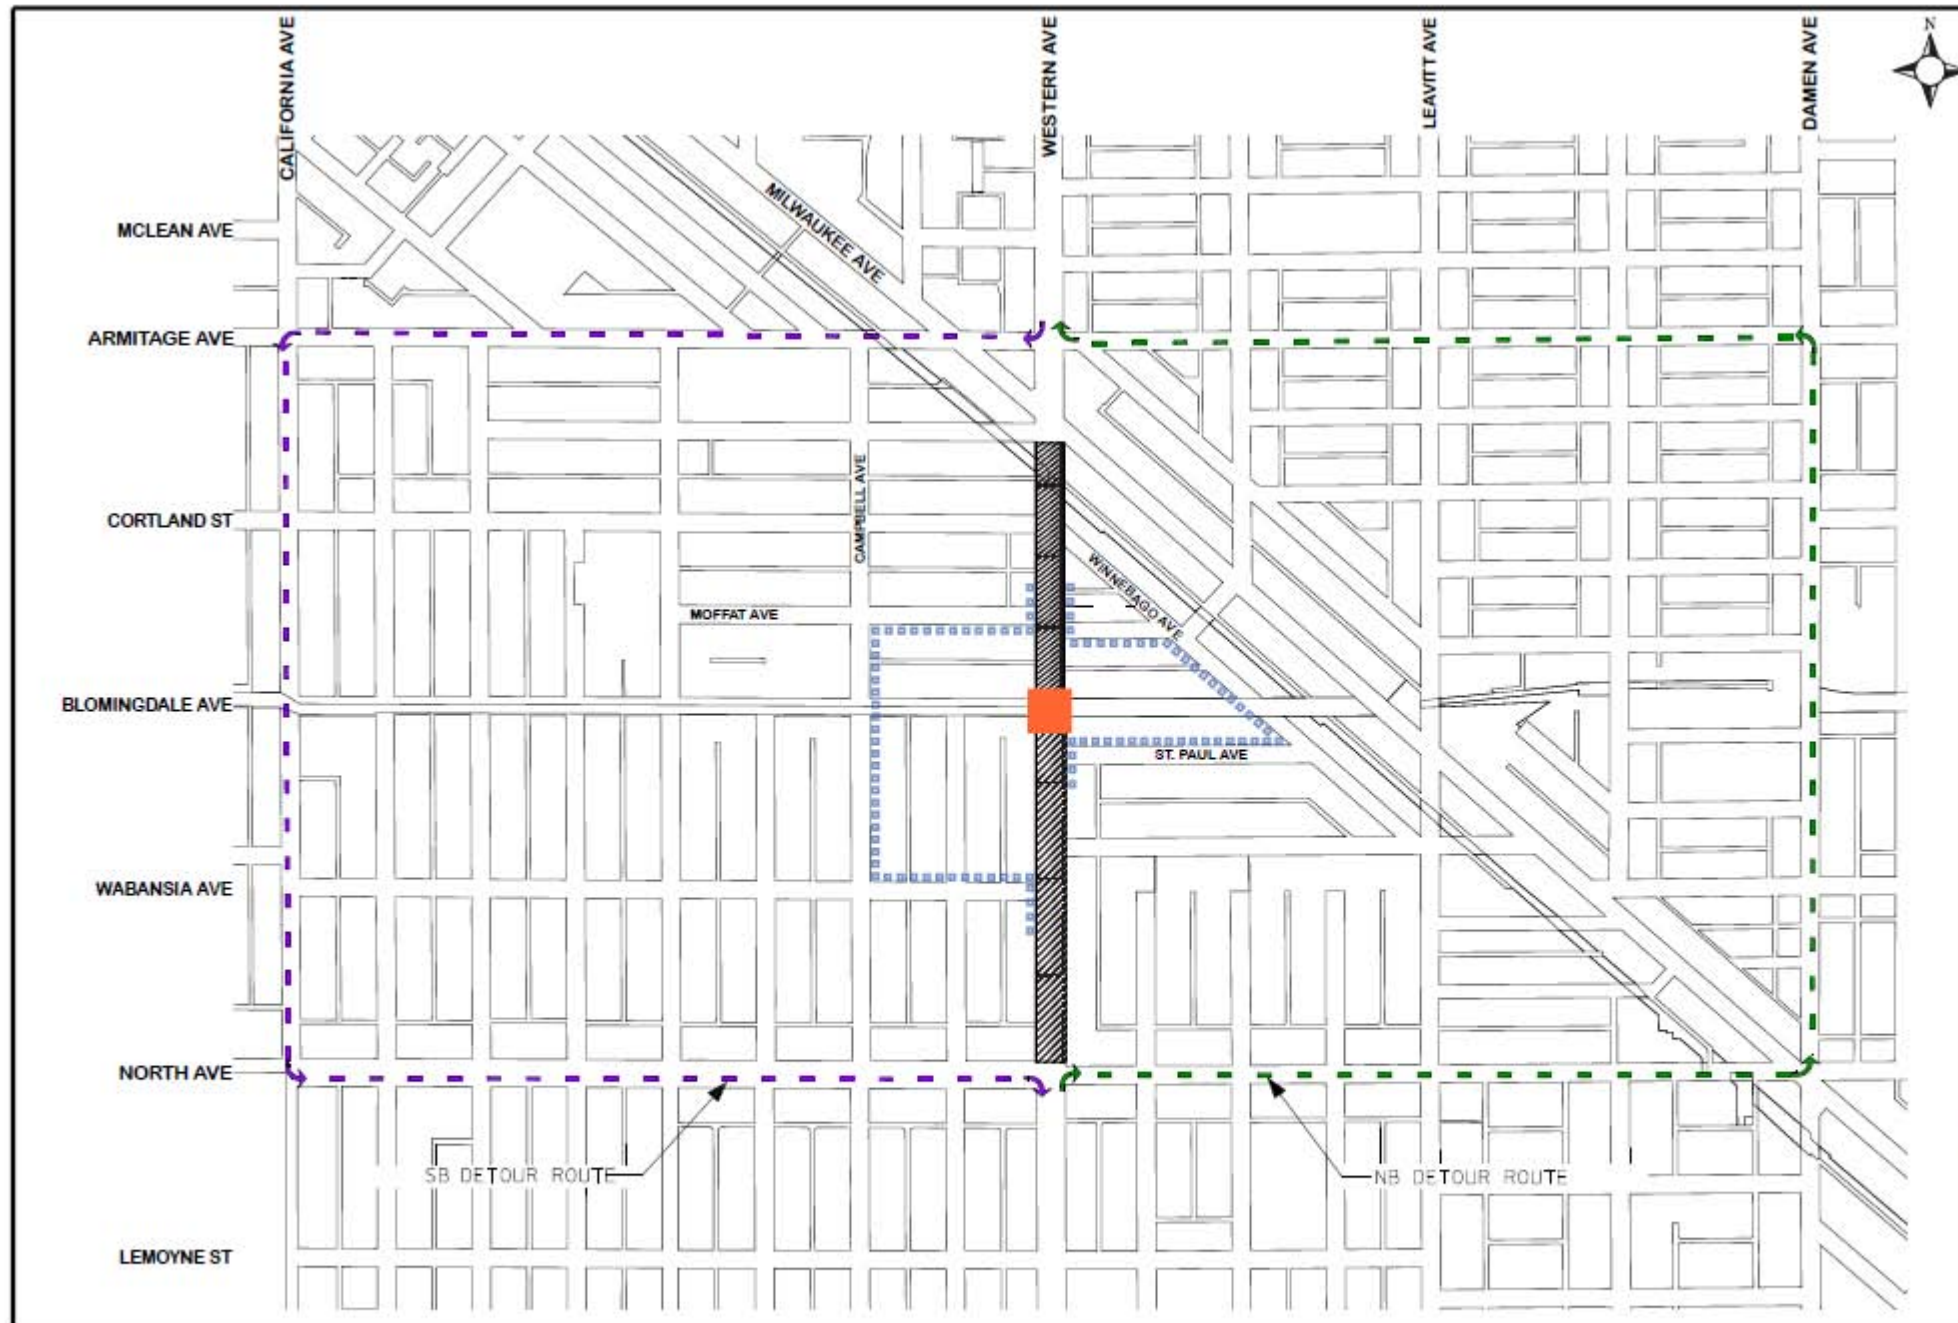 CALIFORNIA AVE
WESTERN AVE
LEAVITT AVE
DAMEN AVE
N
MILWAUKEE AVE
MCLEAN AVE
ARMITAGE AVE
CAMPBELL AVE
CORTLAND ST
WINNEBAGO AVE
MOFFAT AVE
BLOMINGDALE AVE
ST. PAUL AVE
WABANSIA AVE
NORTH AVE
SB DETOUR ROUTE
NB DETOUR ROUTE
LEMOYNE ST